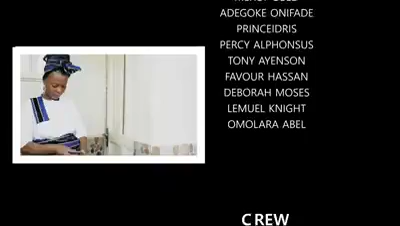 ADEGOKE ONIFADE
PRINCEIDRIS
PERCY ALPHONSUS
TONY AYENSON
FAVOUR HASSAN
DEBORAH MOSES
LEMUEL KNIGHT
OMOLARA ABEL
CREW